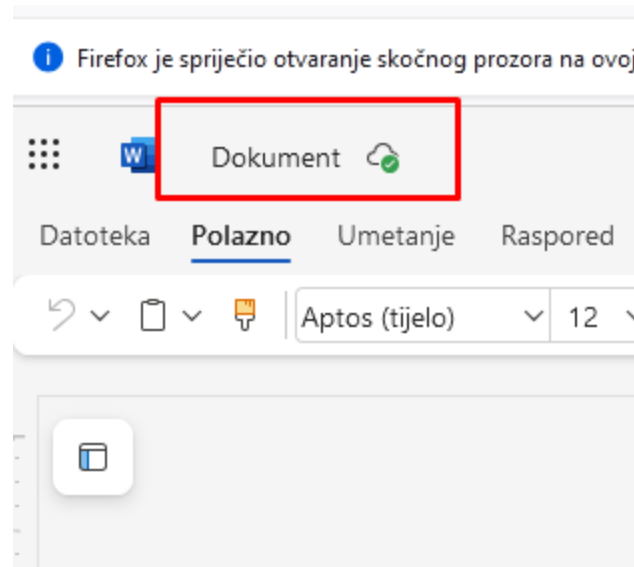 Firefox je spriječio otvaranje skočnog prozora na ovoj
W Dokument
Datoteka Polazno Umetanje Raspored
Aptos (tijelo) 12